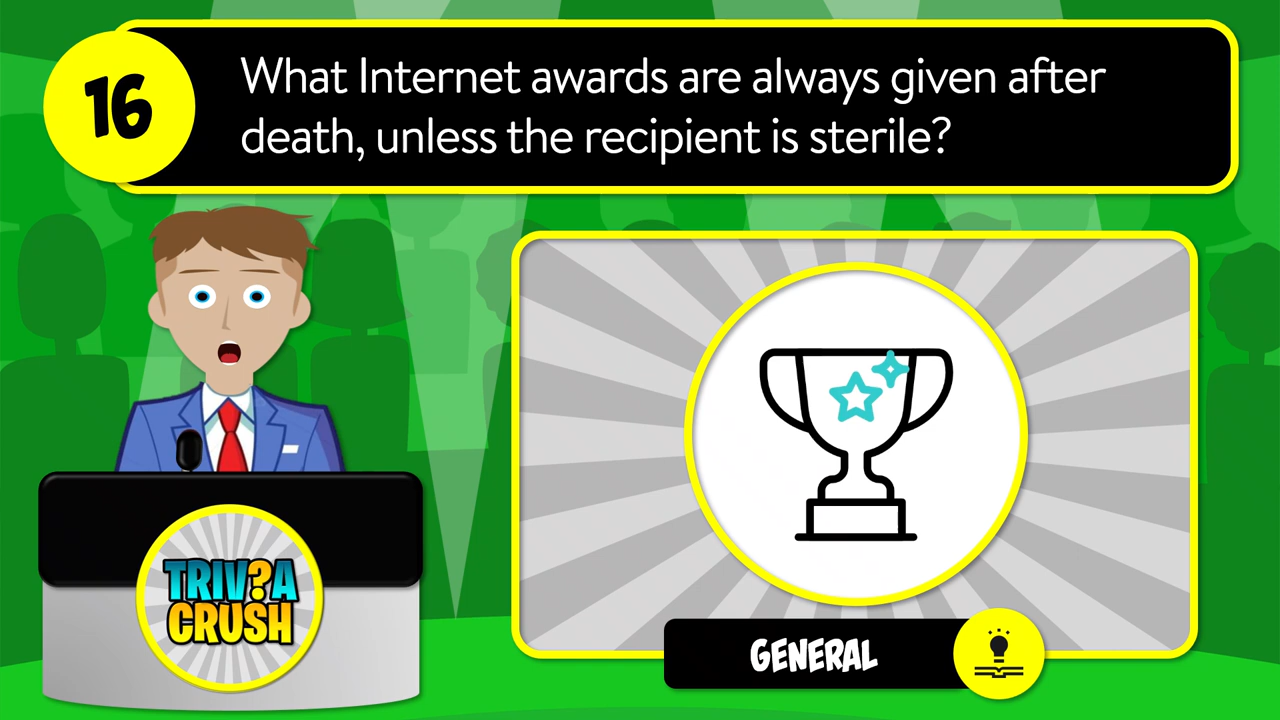 16
What Internet awards are always given after
death, unless the recipient is sterile?
TRIV?A
CRUSH
GENERAL